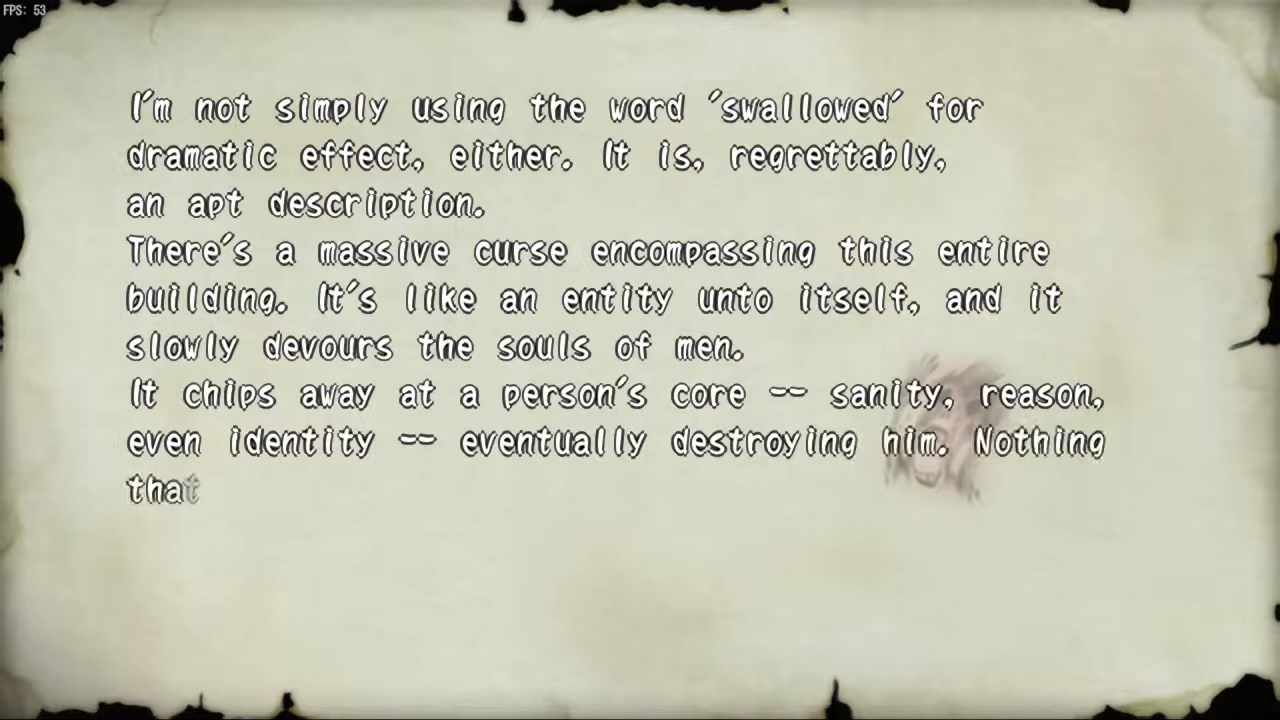 FPS: 53
I'm not simply using the word 'swallowed' for
dramatic effect, either. It is, regrettably,
an apt description.
There's a massive curse encompassing this entire
building. It's like an entity unto itself, and it
slowly devours the souls of men.
It chips away at a person's core -- sanity, reason,
even identity -- eventually destroying him. Nothing
that